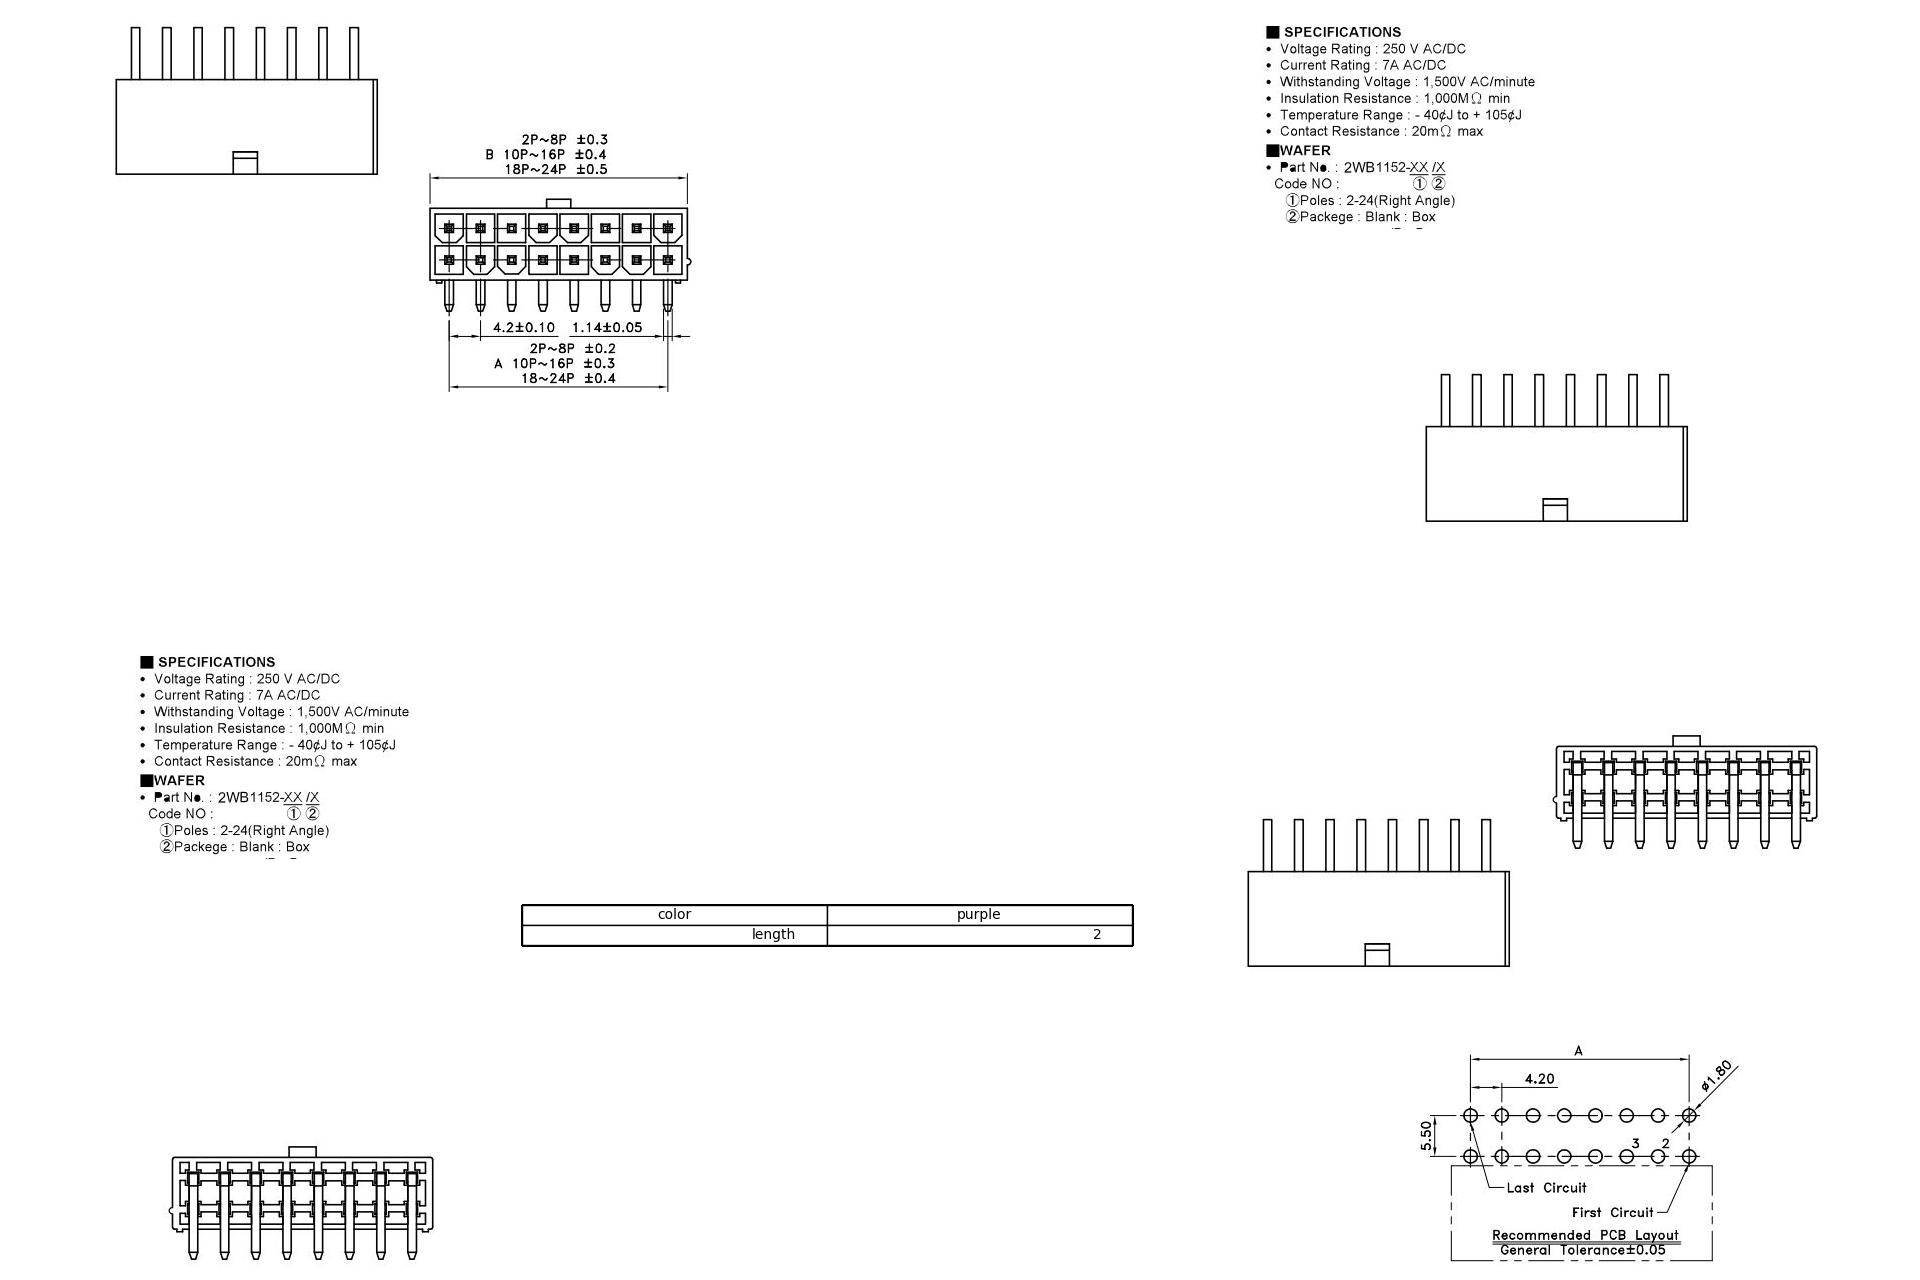 ■ SPECIFICATIONS
• Voltage Rating : 250 V AC/DC
• Current Rating : 7A AC/DC
• Withstanding Voltage : 1,500V AC/minute
• Insulation Resistance : 1,000MΩ min
• Temperature Range : - 40¢J to + 105¢J
• Contact Resistance : 20mΩ max
■WAFER
• Part No. : 2WB1152-XX /X
Code NO : ① ②
①Poles : 2-24(Right Angle)
②Packege : Blank : Box
2P~8P ±0.3
B 10P~16P ±0.4
18P~24P ±0.5
4.2±0.10 1.14±0.05
2P~8P ±0.2
A 10P~16P ±0.3
18~24P ±0.4
■ SPECIFICATIONS
• Voltage Rating : 250 V AC/DC
• Current Rating : 7A AC/DC
• Withstanding Voltage : 1,500V AC/minute
• Insulation Resistance : 1,000MΩ min
• Temperature Range : - 40¢J to + 105¢J
• Contact Resistance : 20mΩ max
■WAFER
• Part No. : 2WB1152-XX /X
Code NO : ① ②
①Poles : 2-24(Right Angle)
②Packege : Blank : Box
color purple
length 2
A
4.20
ø1.80
5.50
3 2
Last Circuit
First Circuit
Recommended PCB Layout
General Tolerance±0.05